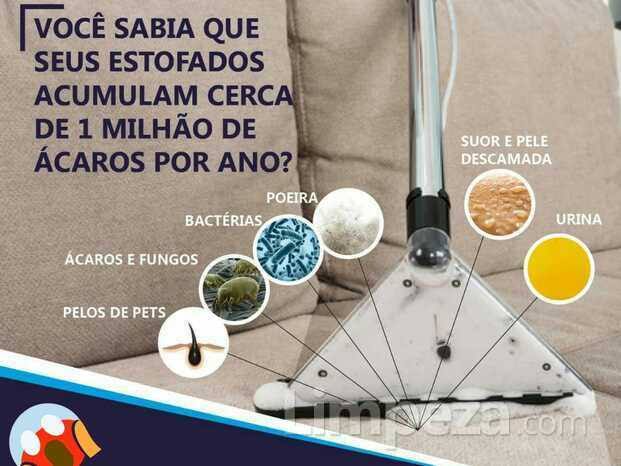 VOCÊ SABIA QUE
SEUS ESTOFADOS
ACUMULAM CERCA
DE 1 MILHÃO DE
ÁCAROS POR ANO?
SUOR E PELE
DESCAMADA
POEIRA
BACTÉRIAS
URINA
ÁCAROS E FUNGOS
PELOS DE PETS
Limpeza.com